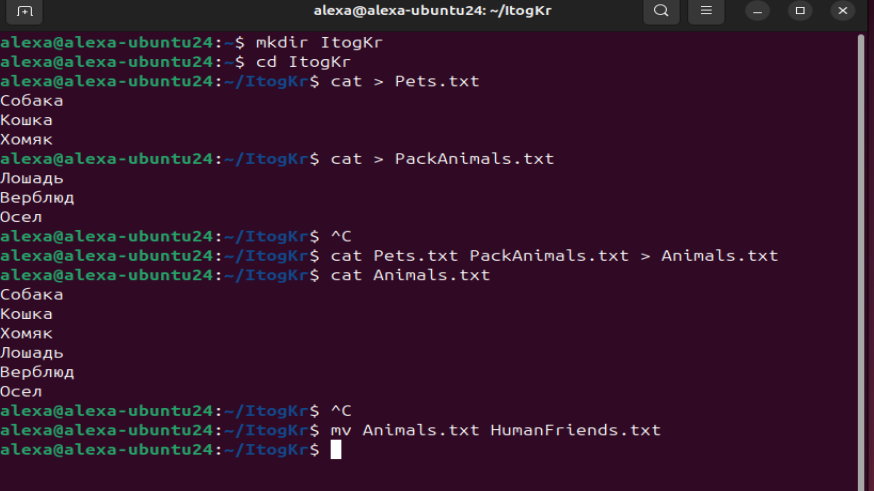 alexa@alexa-ubuntu24: ~/ItogKr
alexa@alexa-ubuntu24:~$ mkdir ItogKr
alexa@alexa-ubuntu24:~$ cd ItogKr
alexa@alexa-ubuntu24:~/ItogKr$ cat > Pets.txt
Собака
Кошка
Хомяк
alexa@alexa-ubuntu24:~/ItogKr$ cat > PackAnimals.txt
Лошадь
Верблюд
Осел
alexa@alexa-ubuntu24:~/ItogKr$ ^C
alexa@alexa-ubuntu24:~/ItogKr$ cat Pets.txt PackAnimals.txt > Animals.txt
alexa@alexa-ubuntu24:~/ItogKr$ cat Animals.txt
Собака
Кошка
Хомяк
Лошадь
Верблюд
Осел
alexa@alexa-ubuntu24:~/ItogKr$ ^C
alexa@alexa-ubuntu24:~/ItogKr$ mv Animals.txt HumanFriends.txt
alexa@alexa-ubuntu24:~/ItogKr$